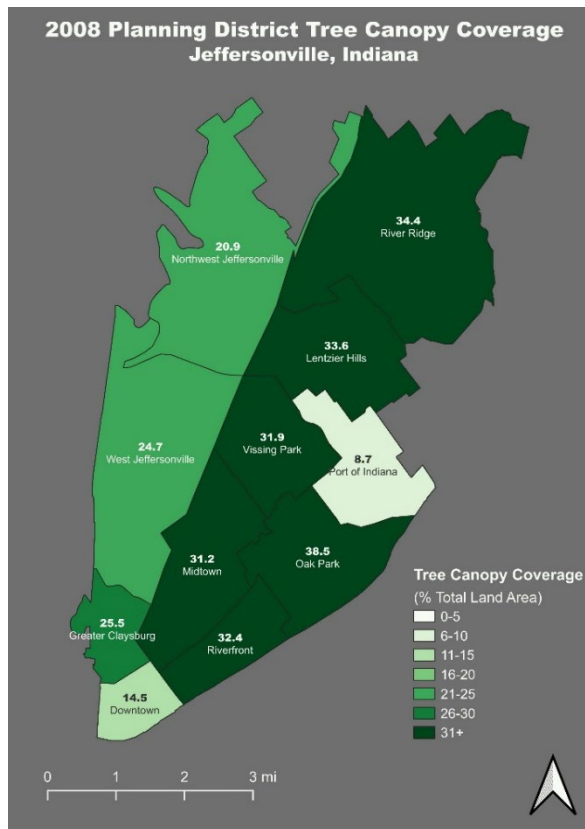 2008 Planning District Tree Canopy Coverage
Jeffersonville, Indiana
34.4
River Ridge
20.9
Northwest Jeffersonville
33.6
Lentzier Hills
31.9
Vissing Park
24.7
West Jeffersonville
8.7
Port of Indiana
31.2
Midtown
38.5
Oak Park
25.5
Greater Claysburg
32.4
Riverfront
14.5
Downtown
Tree Canopy Coverage
(% Total Land Area)
0-5
6-10
11-15
16-20
21-25
26-30
31+
0 1 2 3 mi